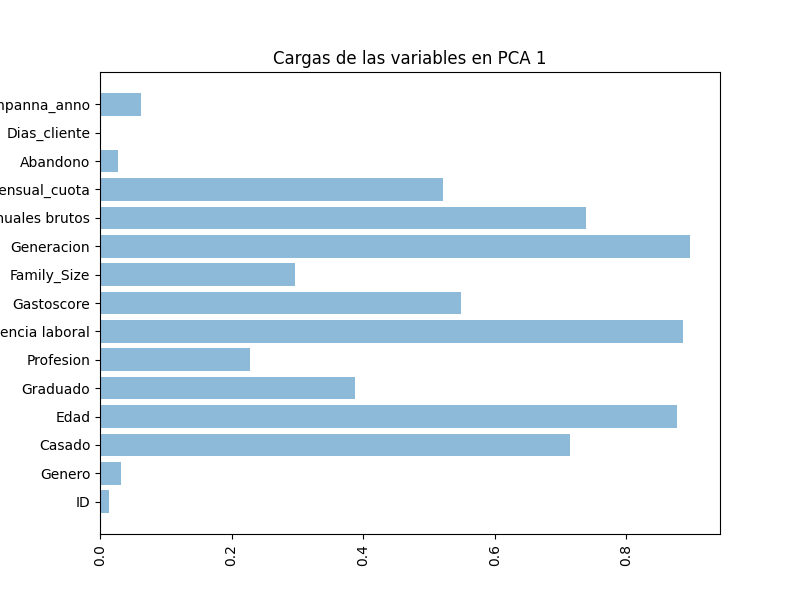 Cargas de las variables en PCA 1
npanna_anno
Dias_cliente
Abandono
ensual_cuota
nuales brutos
Generacion
Family_Size
Gastoscore
encia laboral
Profesion
Graduado
Edad
Casado
Genero
ID
0.0
0.2
0.4
0.6
0.8